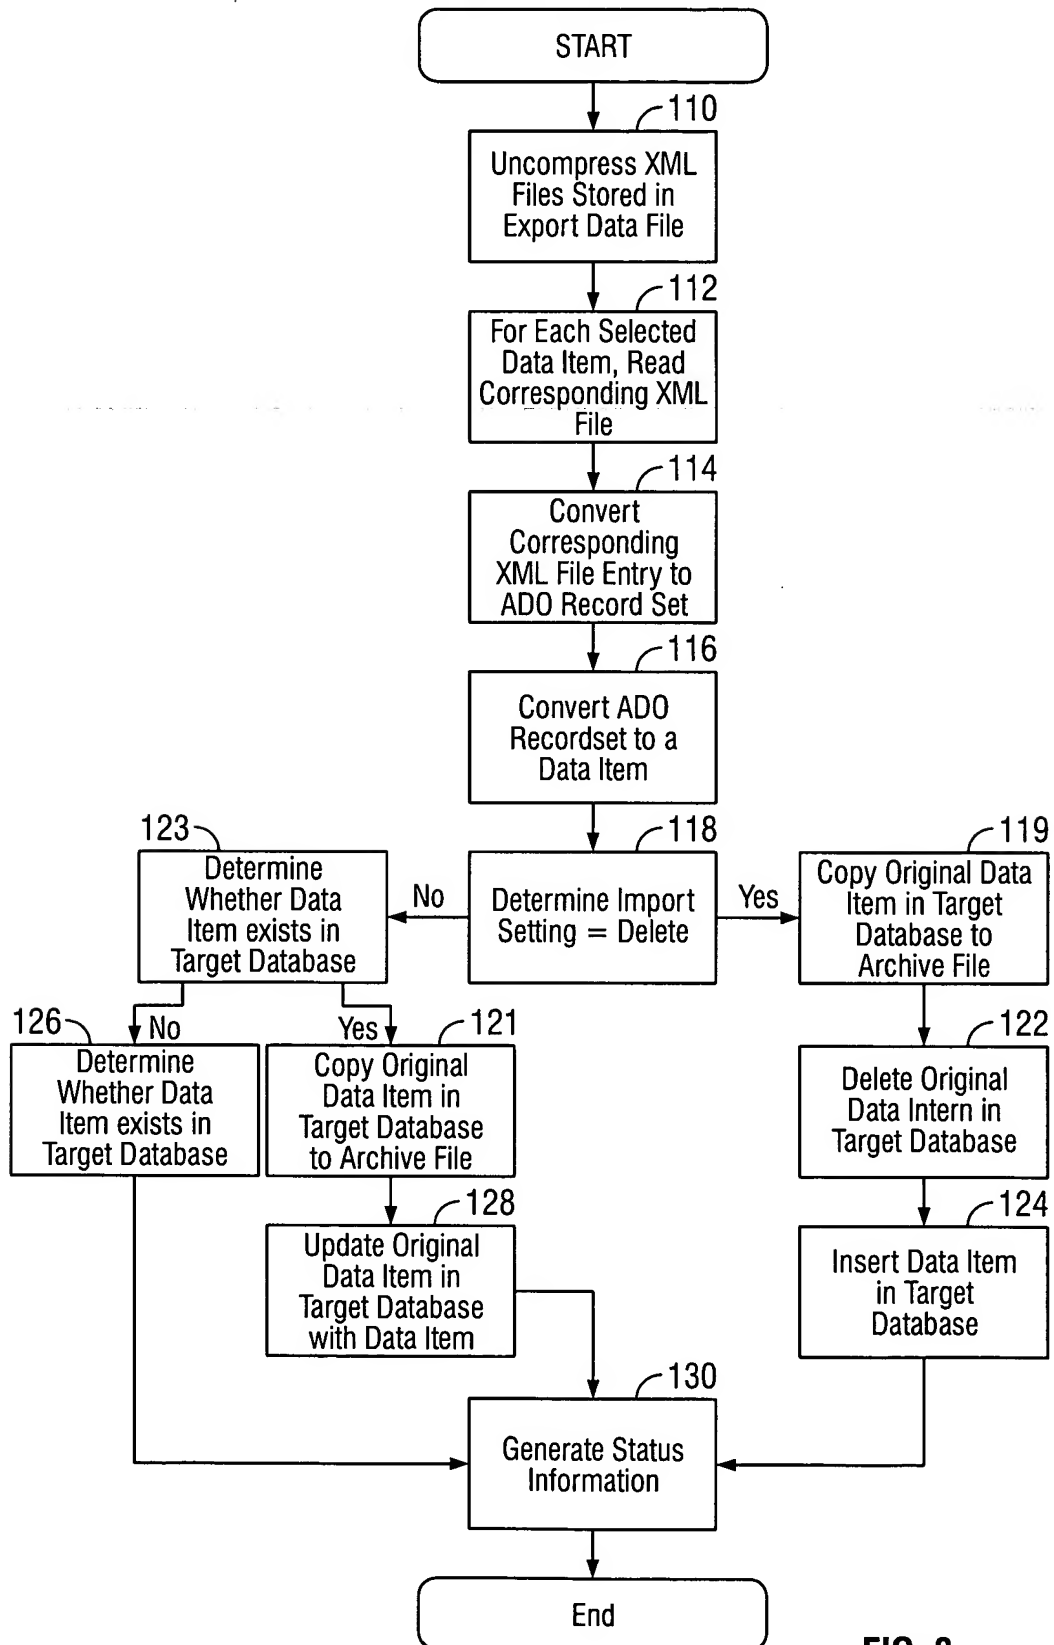 START
110
Uncompress XML
Files Stored in
Export Data File
112
For Each Selected
Data Item, Read
Corresponding XML
File
114
Convert
Corresponding
XML File Entry to
ADO Record Set
116
Convert ADO
Recordset to a
Data Item
118
Determine Import
Setting = Delete
No
Yes
123
Determine
Whether Data
Item exists in
Target Database
119
Copy Original Data
Item in Target
Database to
Archive File
No
Yes
126
Determine
Whether Data
Item exists in
Target Database
121
Copy Original
Data Item in
Target Database
to Archive File
122
Delete Original
Data Intern in
Target Database
128
Update Original
Data Item in
Target Database
with Data Item
124
Insert Data Item
in Target
Database
130
Generate Status
Information
End